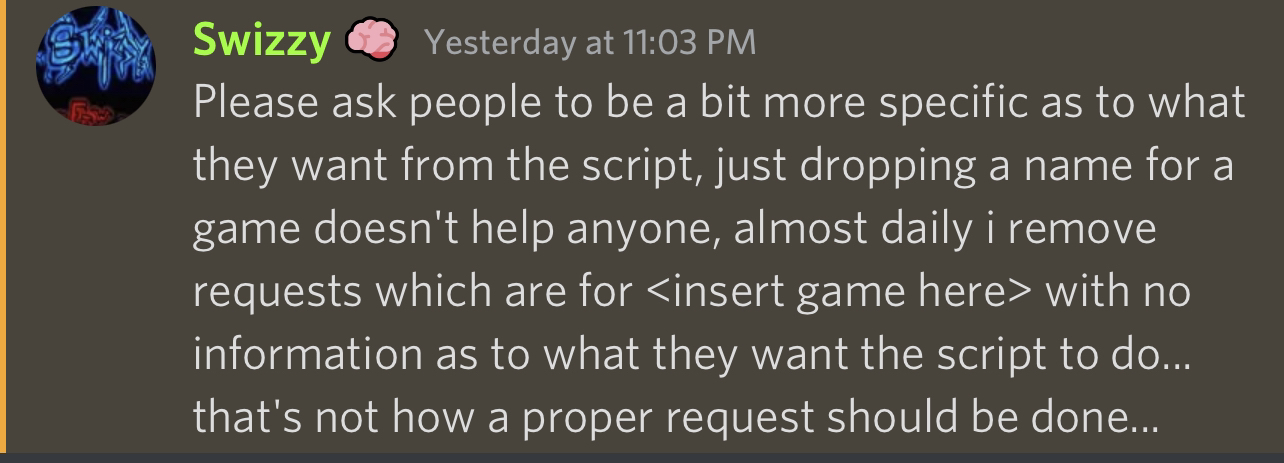 Swizzy 🧠 Yesterday at 11:03 PM
Please ask people to be a bit more specific as to what
they want from the script, just dropping a name for a
game doesn't help anyone, almost daily i remove
requests which are for <insert game here> with no
information as to what they want the script to do...
that's not how a proper request should be done...